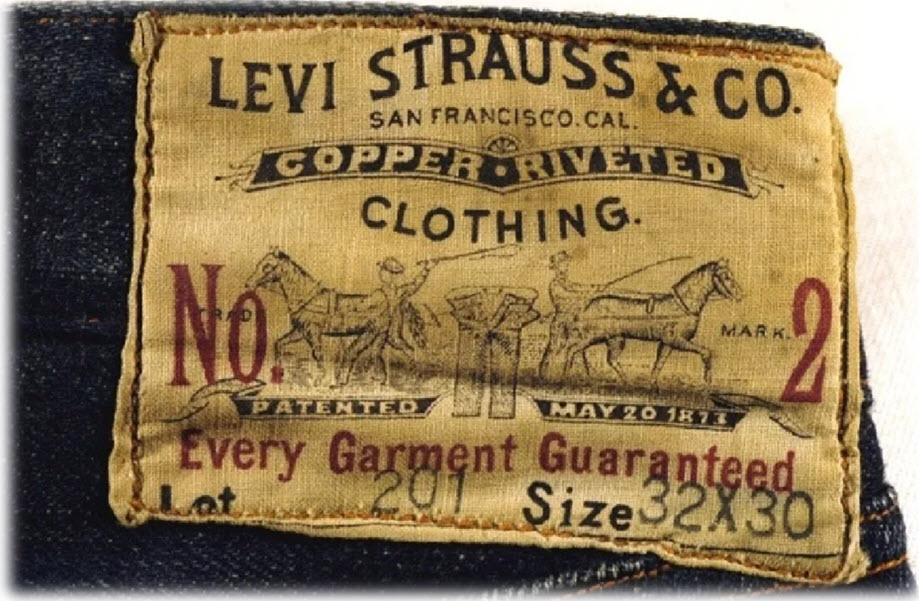 LEVI STRAUSS & CO.
SAN FRANCISCO. CAL.
COPPER RIVETED
CLOTHING.
No. 2
TRADE MARK.
PATENTED MAY 20 1873
Every Garment Guaranteed
Lot 201 Size 32X30